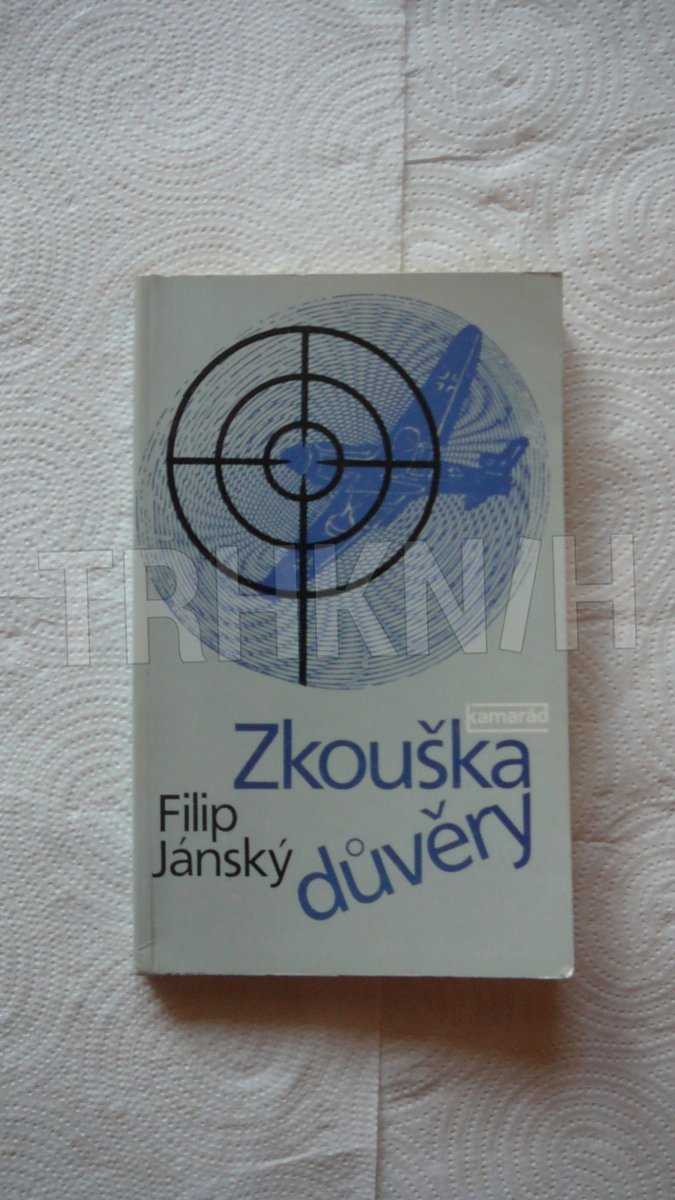 TRHKNIH
kamarád
Zkouška
důvěry
Filip
Jánský